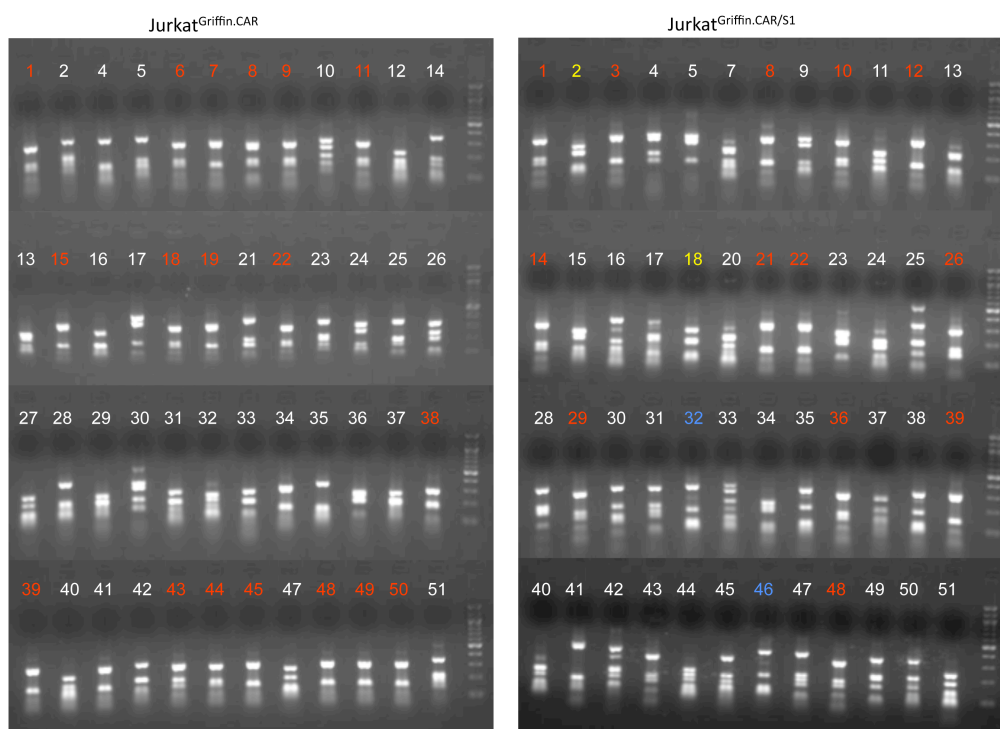 Jurkat^Griffin.CAR
1 2 4 5 6 7 8 9 10 11 12 14
13 15 16 17 18 19 21 22 23 24 25 26
27 28 29 30 31 32 33 34 35 36 37 38
39 40 41 42 43 44 45 47 48 49 50 51
Jurkat^Griffin.CAR/S1
1 2 3 4 5 7 8 9 10 11 12 13
14 15 16 17 18 20 21 22 23 24 25 26
28 29 30 31 32 33 34 35 36 37 38 39
40 41 42 43 44 45 46 47 48 49 50 51